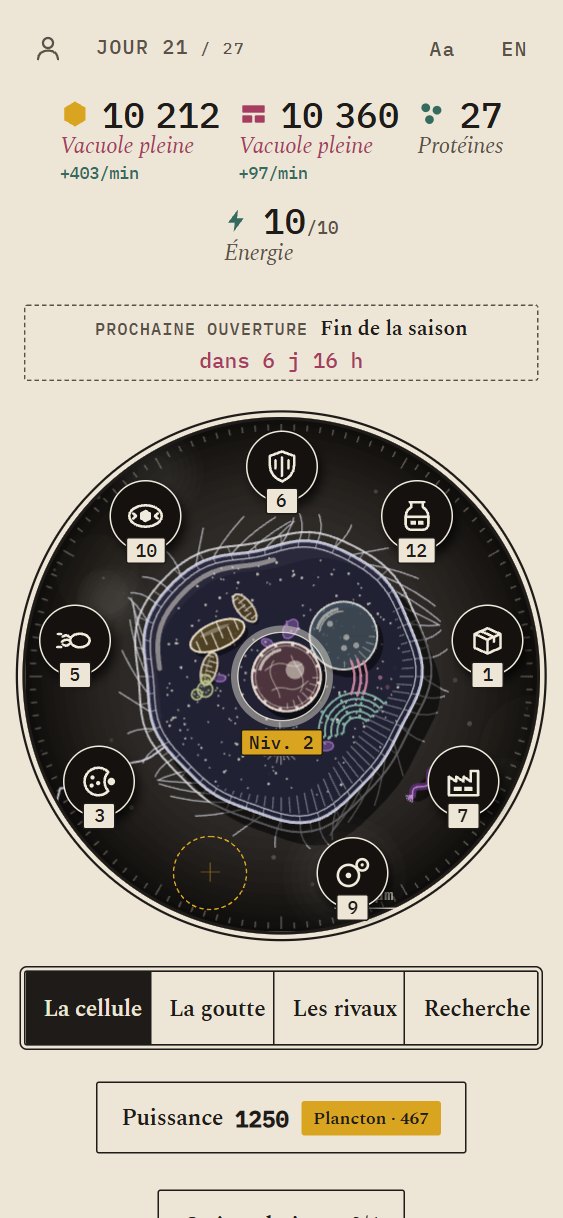 JOUR 21 / 27 Aa EN
10 212 10 360 27
Vacuole pleine Vacuole pleine Protéines
+403/min +97/min
10/10
Énergie
PROCHAINE OUVERTURE Fin de la saison
dans 6 j 16 h
6
10 12
5 1
Niv. 2
3 7
9
La cellule La goutte Les rivaux Recherche
Puissance 1250 Plancton · 467